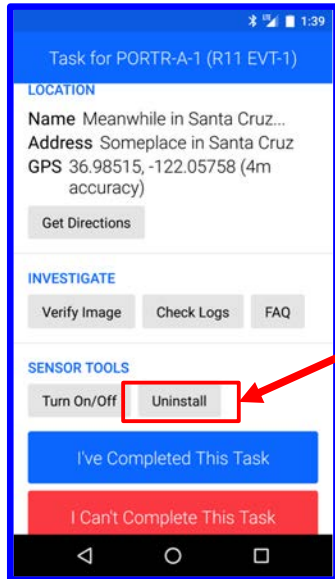 1:39
Task for PORTR-A-1 (R11 EVT-1)
LOCATION
Name Meanwhile in Santa Cruz...
Address Someplace in Santa Cruz
GPS 36.98515, -122.05758 (4m
accuracy)
Get Directions
INVESTIGATE
Verify Image Check Logs FAQ
SENSOR TOOLS
Turn On/Off Uninstall
I've Completed This Task
I Can't Complete This Task